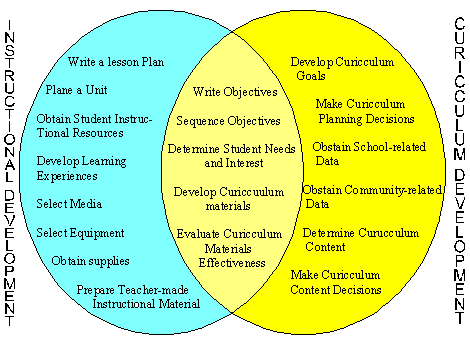 INSTRUCTIONAL DEVELOPMENT
Write a lesson Plan
Plane a Unit
Obtain Student Instruc-
Tional Resources
Develop Learning
Experiences
Select Media
Select Equipment
Obtain supplies
Prepare Teacher-made
Instructional Material
Write Objectives
Sequence Objectives
Determine Student Needs
and Interest
Develop Curiccuulum
materials
Evaluate Curicculum
Materials
Effectiveness
Develop Curicculum
Goals
Make Curicculum
Planning Decisions
Obstain School-related
Data
Obstain Community-related
Data
Determine Curucculum
Content
Make Curicculum
Content Decisions
CURICCULUM DEVELOPMENT